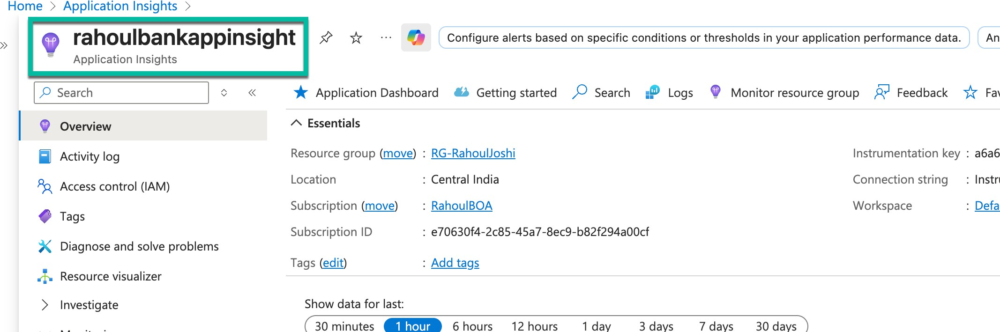 Home > Application Insights >
»
rahoulbankappinsight
Application Insights
...
Configure alerts based on specific conditions or thresholds in your application performance data.
Search
«
Application Dashboard
Getting started
Search
Logs
Monitor resource group
Feedback
Overview
Activity log
Access control (IAM)
Tags
Diagnose and solve problems
Resource visualizer
Investigate
Essentials
Resource group (move) : RG-RahoulJoshi
Location : Central India
Subscription (move) : RahoulBOA
Subscription ID : e70630f4-2c85-45a7-8ec9-b82f294a00cf
Tags (edit) : Add tags
Instrumentation key : a6a6
Connection string : Instr
Workspace : Defa
Show data for last:
30 minutes 1 hour 6 hours 12 hours 1 day 3 days 7 days 30 days